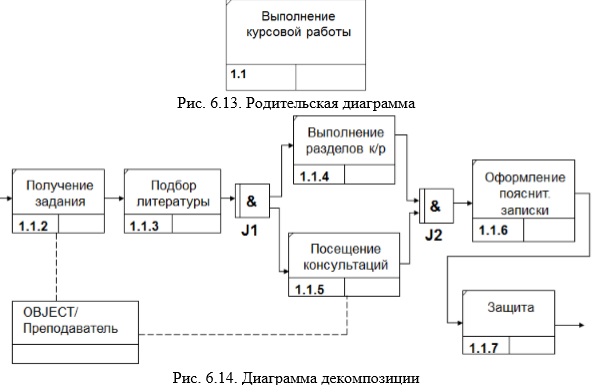 Выполнение
курсовой работы
1.1
Рис. 6.13. Родительская диаграмма
Получение
задания
1.1.2
Подбор
литературы
1.1.3
&
J1
Выполнение
разделов к/р
1.1.4
Посещение
консультаций
1.1.5
&
J2
Оформление
пояснит.
записки
1.1.6
OBJECT/
Преподаватель
Защита
1.1.7
Рис. 6.14. Диаграмма декомпозиции